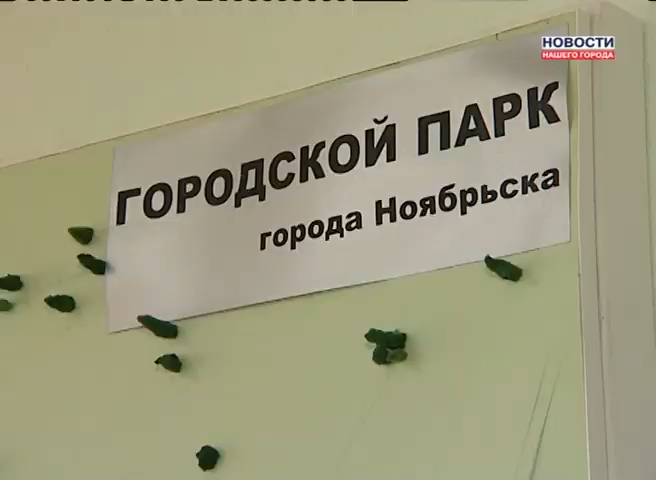 НОВОСТИ
НАШЕГО ГОРОДА
ГОРОДСКОЙ ПАРК
города Ноябрьска